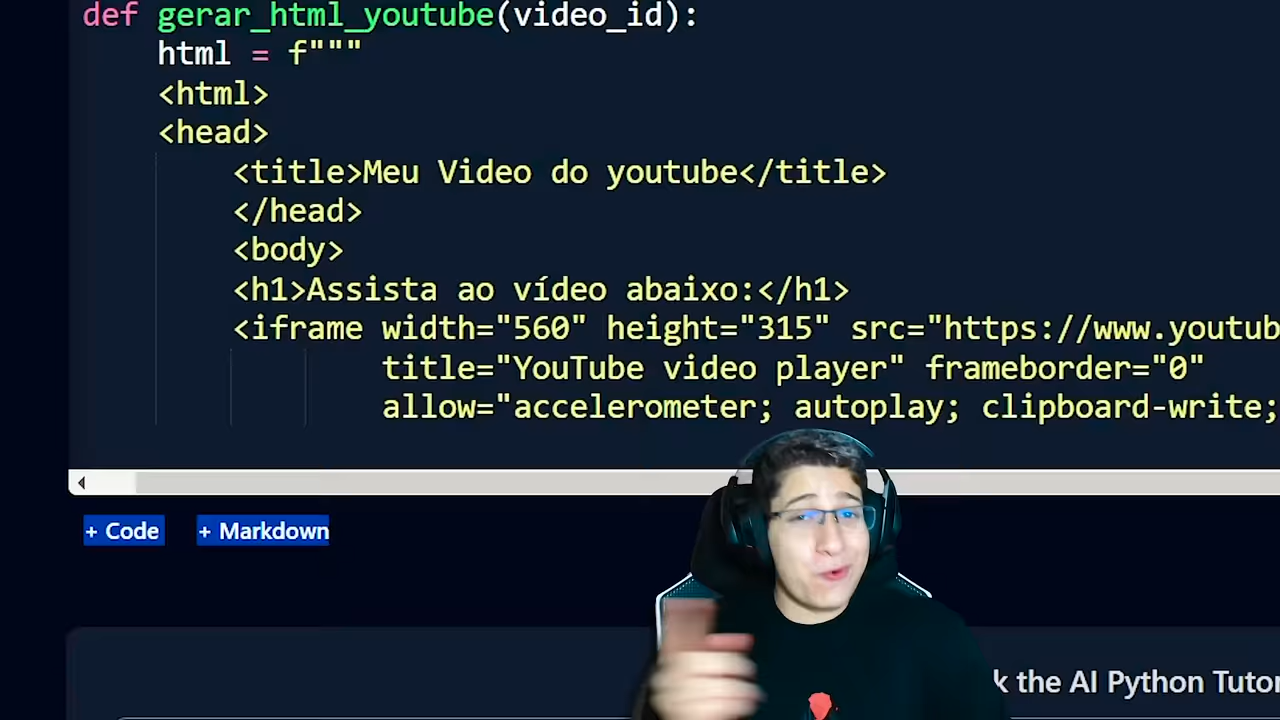 def gerar_html_youtube(video_id):
html = f"""
<html>
<head>
<title>Meu Video do youtube</title>
</head>
<body>
<h1>Assista ao vídeo abaixo:</h1>
<iframe width="560" height="315" src="https://www.youtub
title="YouTube video player" frameborder="0"
allow="accelerometer; autoplay; clipboard-write;
+ Code
+ Markdown
k the AI Python Tutor